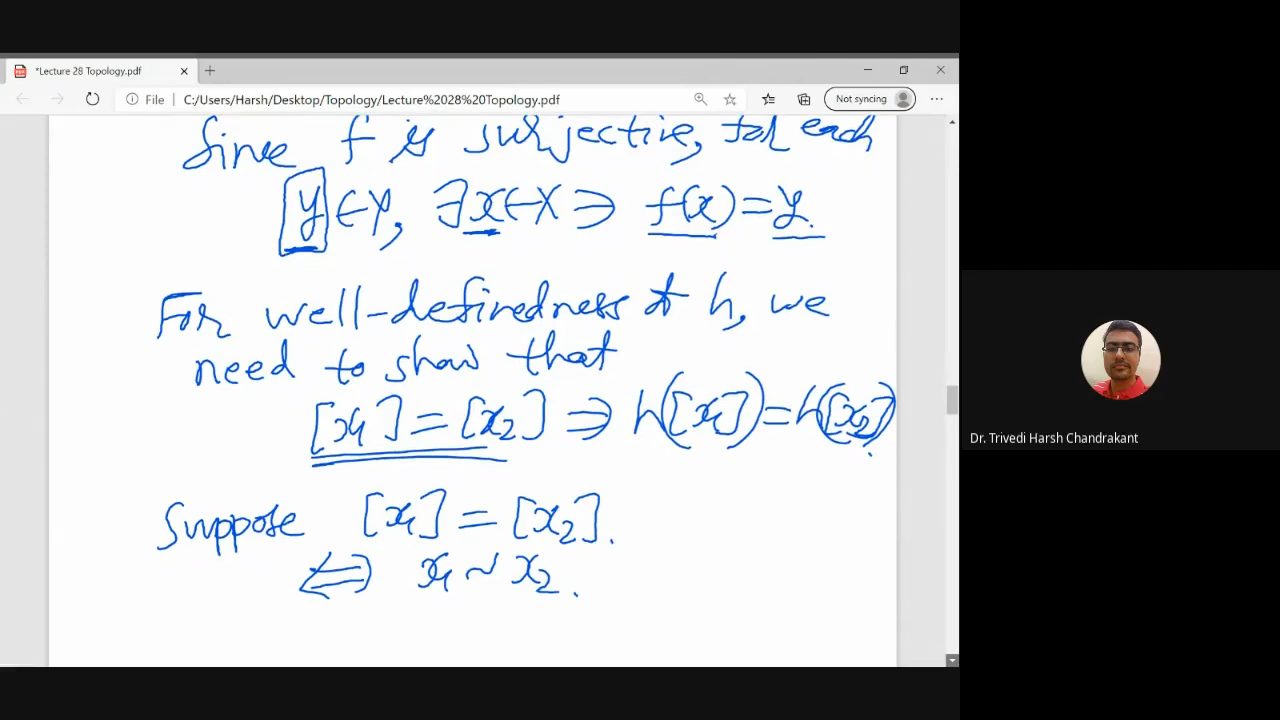 *Lecture 28 Topology.pdf
File | C:/Users/Harsh/Desktop/Topology/Lecture%2028%20Topology.pdf
Not syncing
Since f is surjective, for each
y ∈ Y, ∃ x ∈ X ∋ f(x) = y.
For well-definedness of h, we
need to show that
[x₁] = [x₂] ⇒ h([x₁]) = h([x₂]).
Suppose [x₁] = [x₂].
⇔ x₁ ~ x₂.
Dr. Trivedi Harsh Chandrakant